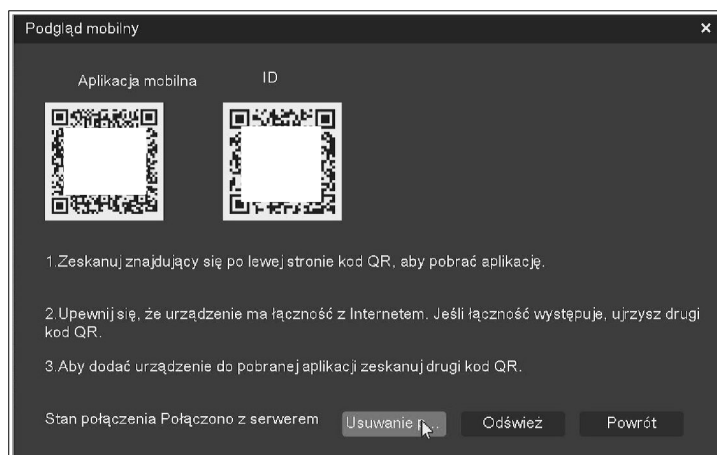 Podgląd mobilny
Aplikacja mobilna
ID
1.Zeskanuj znajdujący się po lewej stronie kod QR, aby pobrać aplikację.
2.Upewnij się, że urządzenie ma łączność z Internetem. Jeśli łączność występuje, ujrzysz drugi
kod QR.
3.Aby dodać urządzenie do pobranej aplikacji zeskanuj drugi kod QR.
Stan połączenia Połączono z serwerem
Usuwanie p...
Odśwież
Powrót